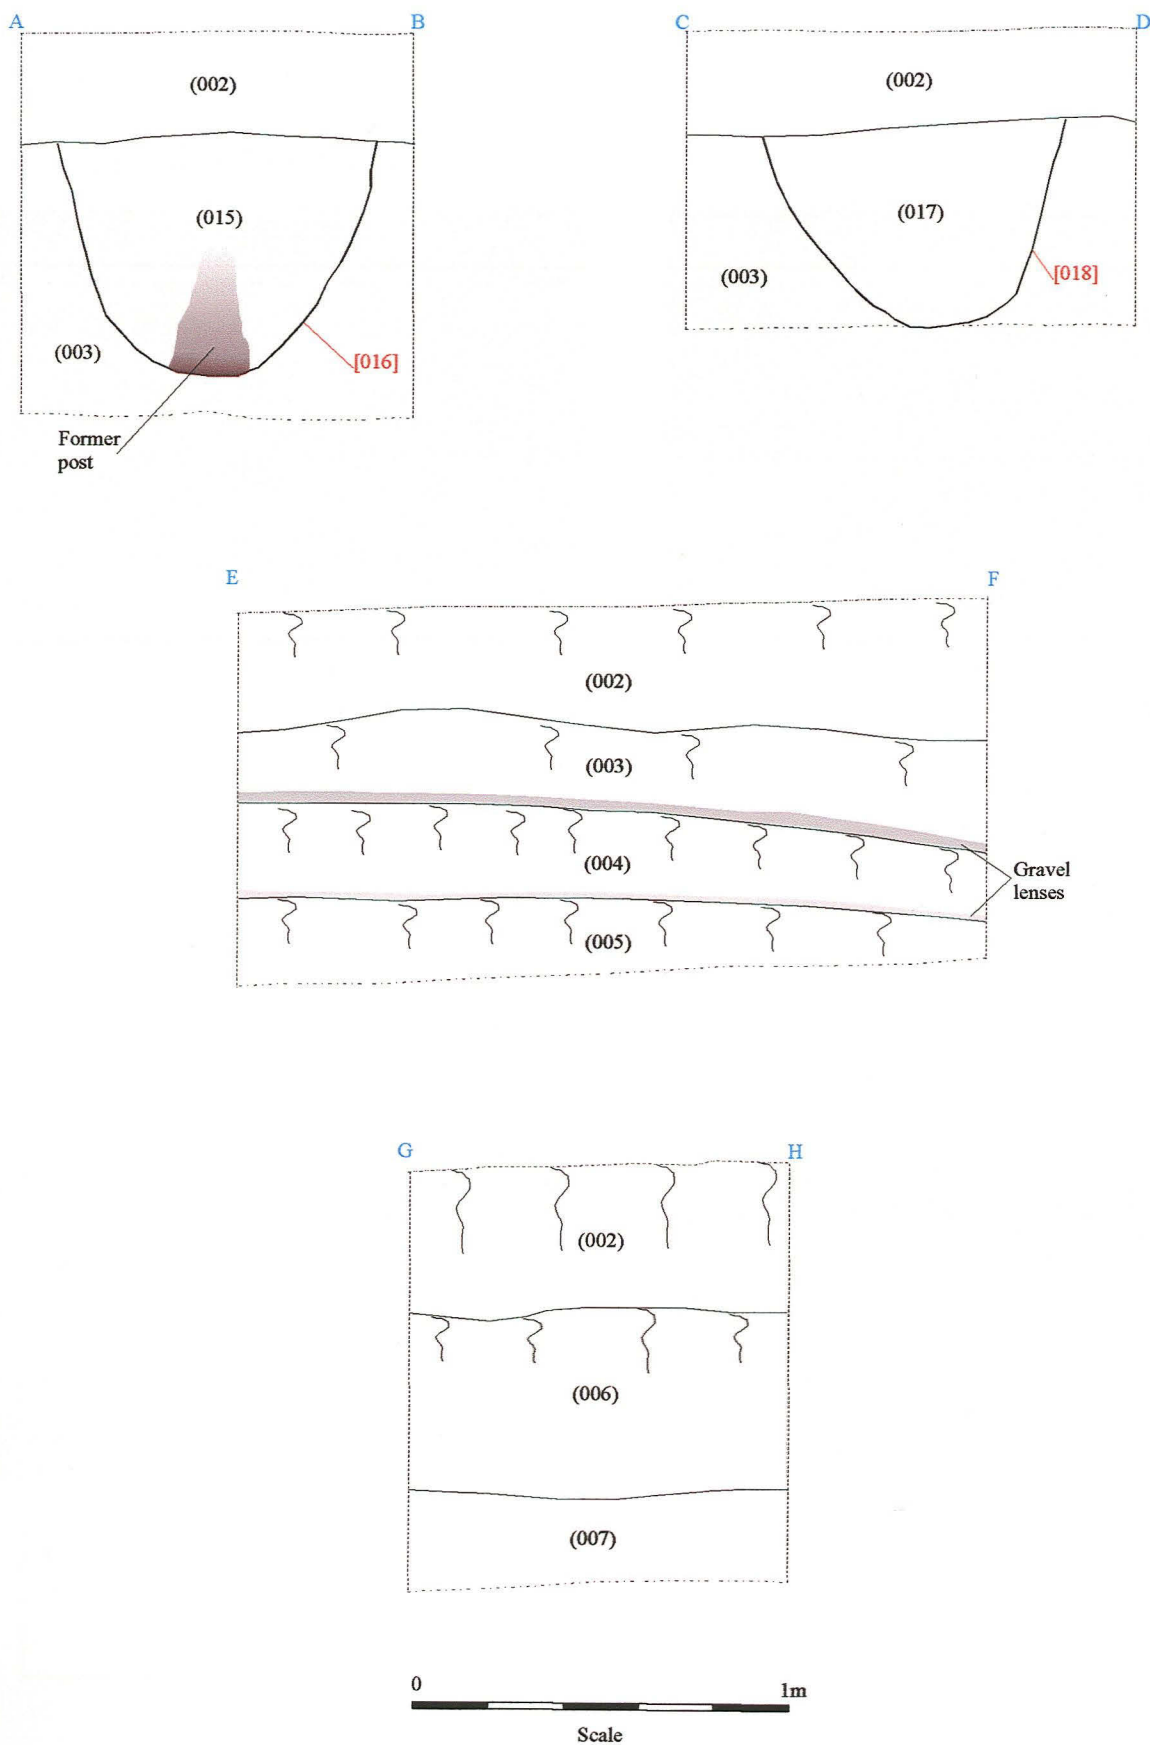 A B
(002)
(015)
(003)
[016]
Former
post
C D
(002)
(017)
(003)
[018]
E F
(002)
(003)
(004)
(005)
Gravel
lenses
G H
(002)
(006)
(007)
0 1m
Scale